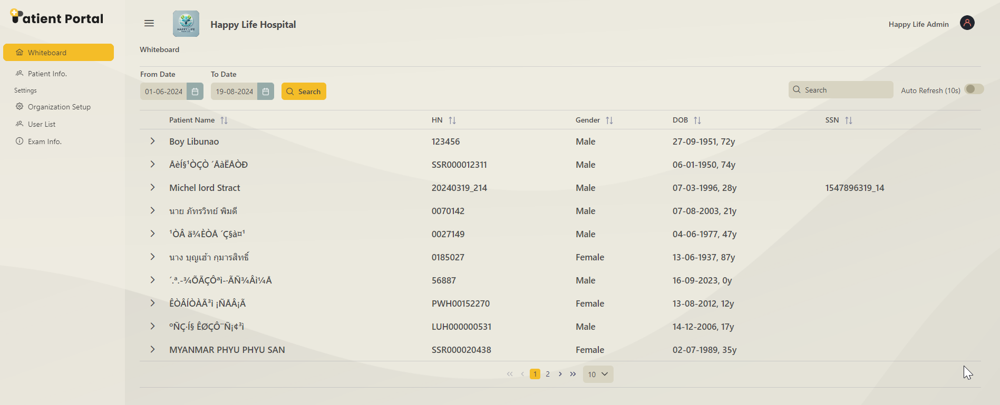 Patient Portal
Happy Life Hospital
Happy Life Admin
HAPPY LIFE
Whiteboard
Patient Info.
Settings
Organization Setup
User List
Exam Info.
Whiteboard
From Date To Date
01-06-2024 19-08-2024 Search
Search Auto Refresh (10s)
Patient Name HN Gender DOB SSN
Boy Libunao 123456 Male 27-09-1951, 72y
ÅèÍ§¹ÒÇÒ ´ÅàËÅÒÐ SSR000012311 Male 06-01-1950, 74y
Michel lord Stract 20240319_214 Male 07-03-1996, 28y 1547896319_14
นาย ภัทรวิทย์ พิมดี 0070142 Male 07-08-2003, 21y
¹ÒÂ ä¾ÈÒÅ ´Ç§à¤¹ 0027149 Male 04-06-1977, 47y
นาง บุญเฮ้า กุมารสิทธิ์ 0185027 Female 13-06-1937, 87y
´.ª.-¾ÕÃÇÔªì-·ÃÑ¾Âì¼Å 56887 Male 16-09-2023, 0y
ÊÒÂÍÒÀÃ³ì ¡ÑÅÂ¡Ã PWH00152270 Female 13-08-2012, 12y
ºÑÇ·Í§ ÊØÇÔ¨Ñ¡¢³ì LUH000000531 Male 14-12-2006, 17y
MYANMAR PHYU PHYU SAN SSR000020438 Female 02-07-1989, 35y
1 2 10